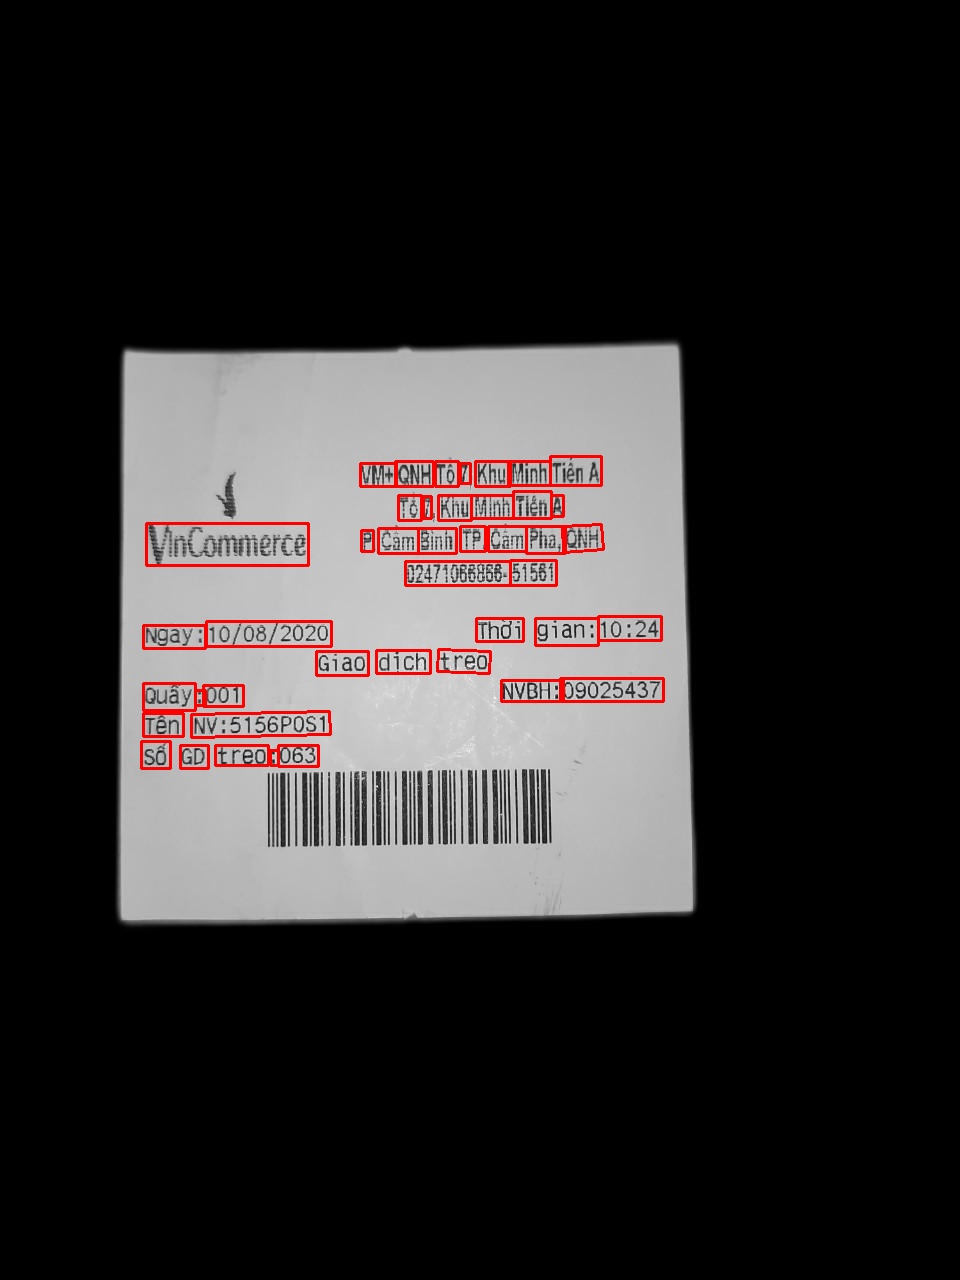 VM+ QNH Tổ 7 Khu Minh Tiến A
Tổ 7, Khu Minh Tiến A
VinCommerce
P Cẩm Bình TP Cẩm Phả, QNH
02471066866-51561
Ngày:10/08/2020 Thời gian:10:24
Giao dịch treo
Quầy:001 NVBH:09025437
Tên NV:5156POS1
Số GD treo:063